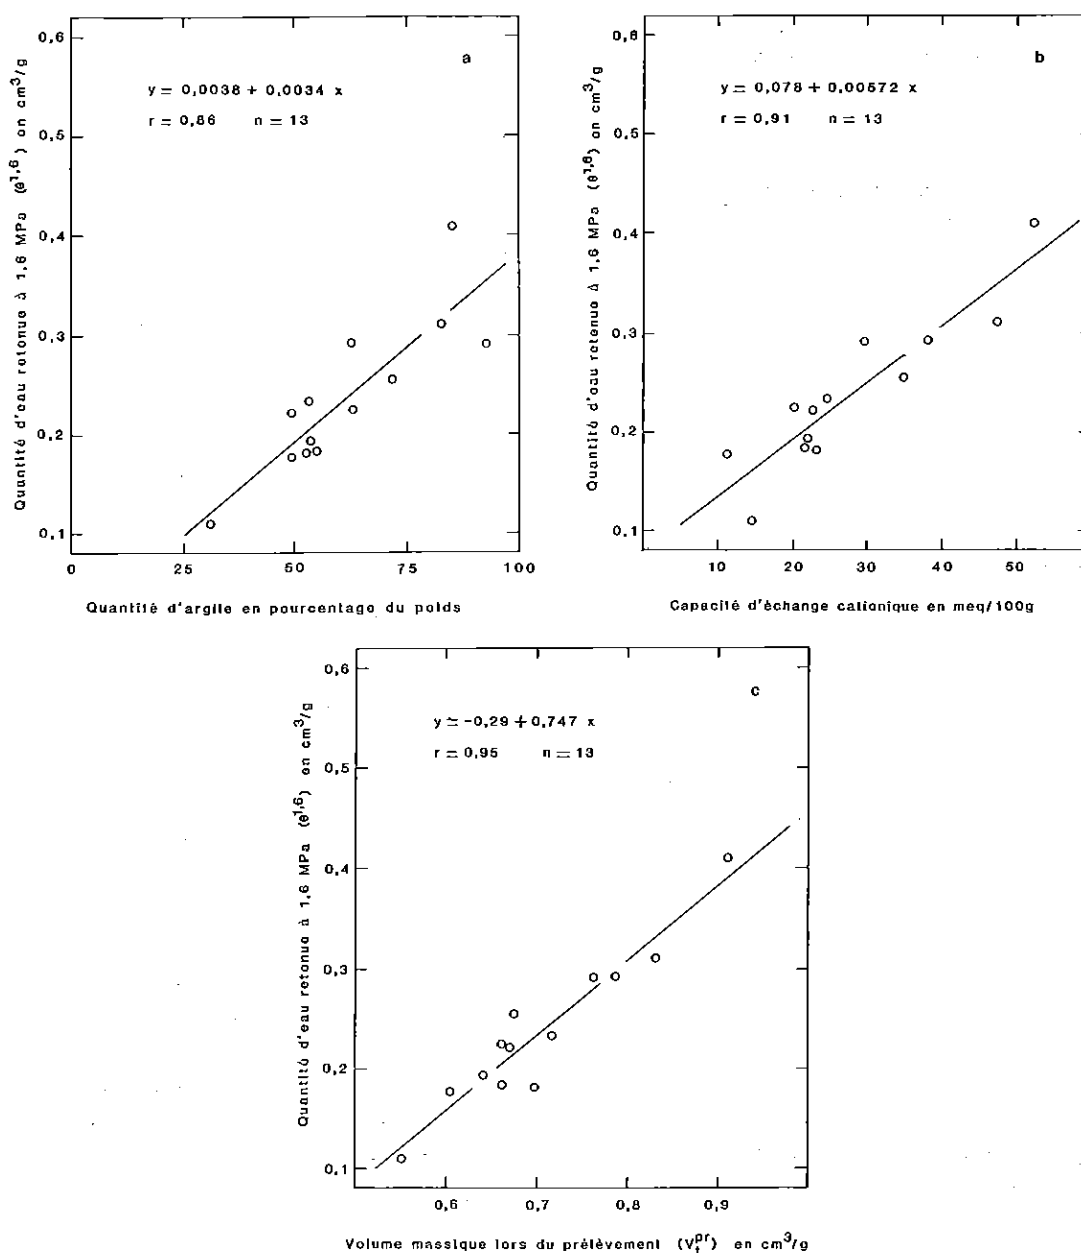 a
y = 0,0038 + 0,0034 x
r = 0,86 n = 13
0,6
0,5
0,4
0,3
0,2
0,1
Quantité d'eau rotonuo à 1,6 MPa (θ1,6) on cm3/g
0 25 50 75 100
Quantité d'argile en pourcentago du polds
b
y = 0,078 + 0,00572 x
r = 0,91 n = 13
0,6
0,5
0,4
0,3
0,2
0,1
Quantité d'eau retenue à 1,6 MPa (θ1,6) en cm3/g
10 20 30 40 50
Capacité d'échange cationique en meq/100g
c
y = -0,29 + 0,747 x
r = 0,95 n = 13
0,6
0,5
0,4
0,3
0,2
0,1
Quantité d'eau retonuo à 1,6 MPa (θ1,6) on cm3/g
0,6 0,7 0,8 0,9
Volume massique lors du prélèvement (Vtpr) en cm3/g